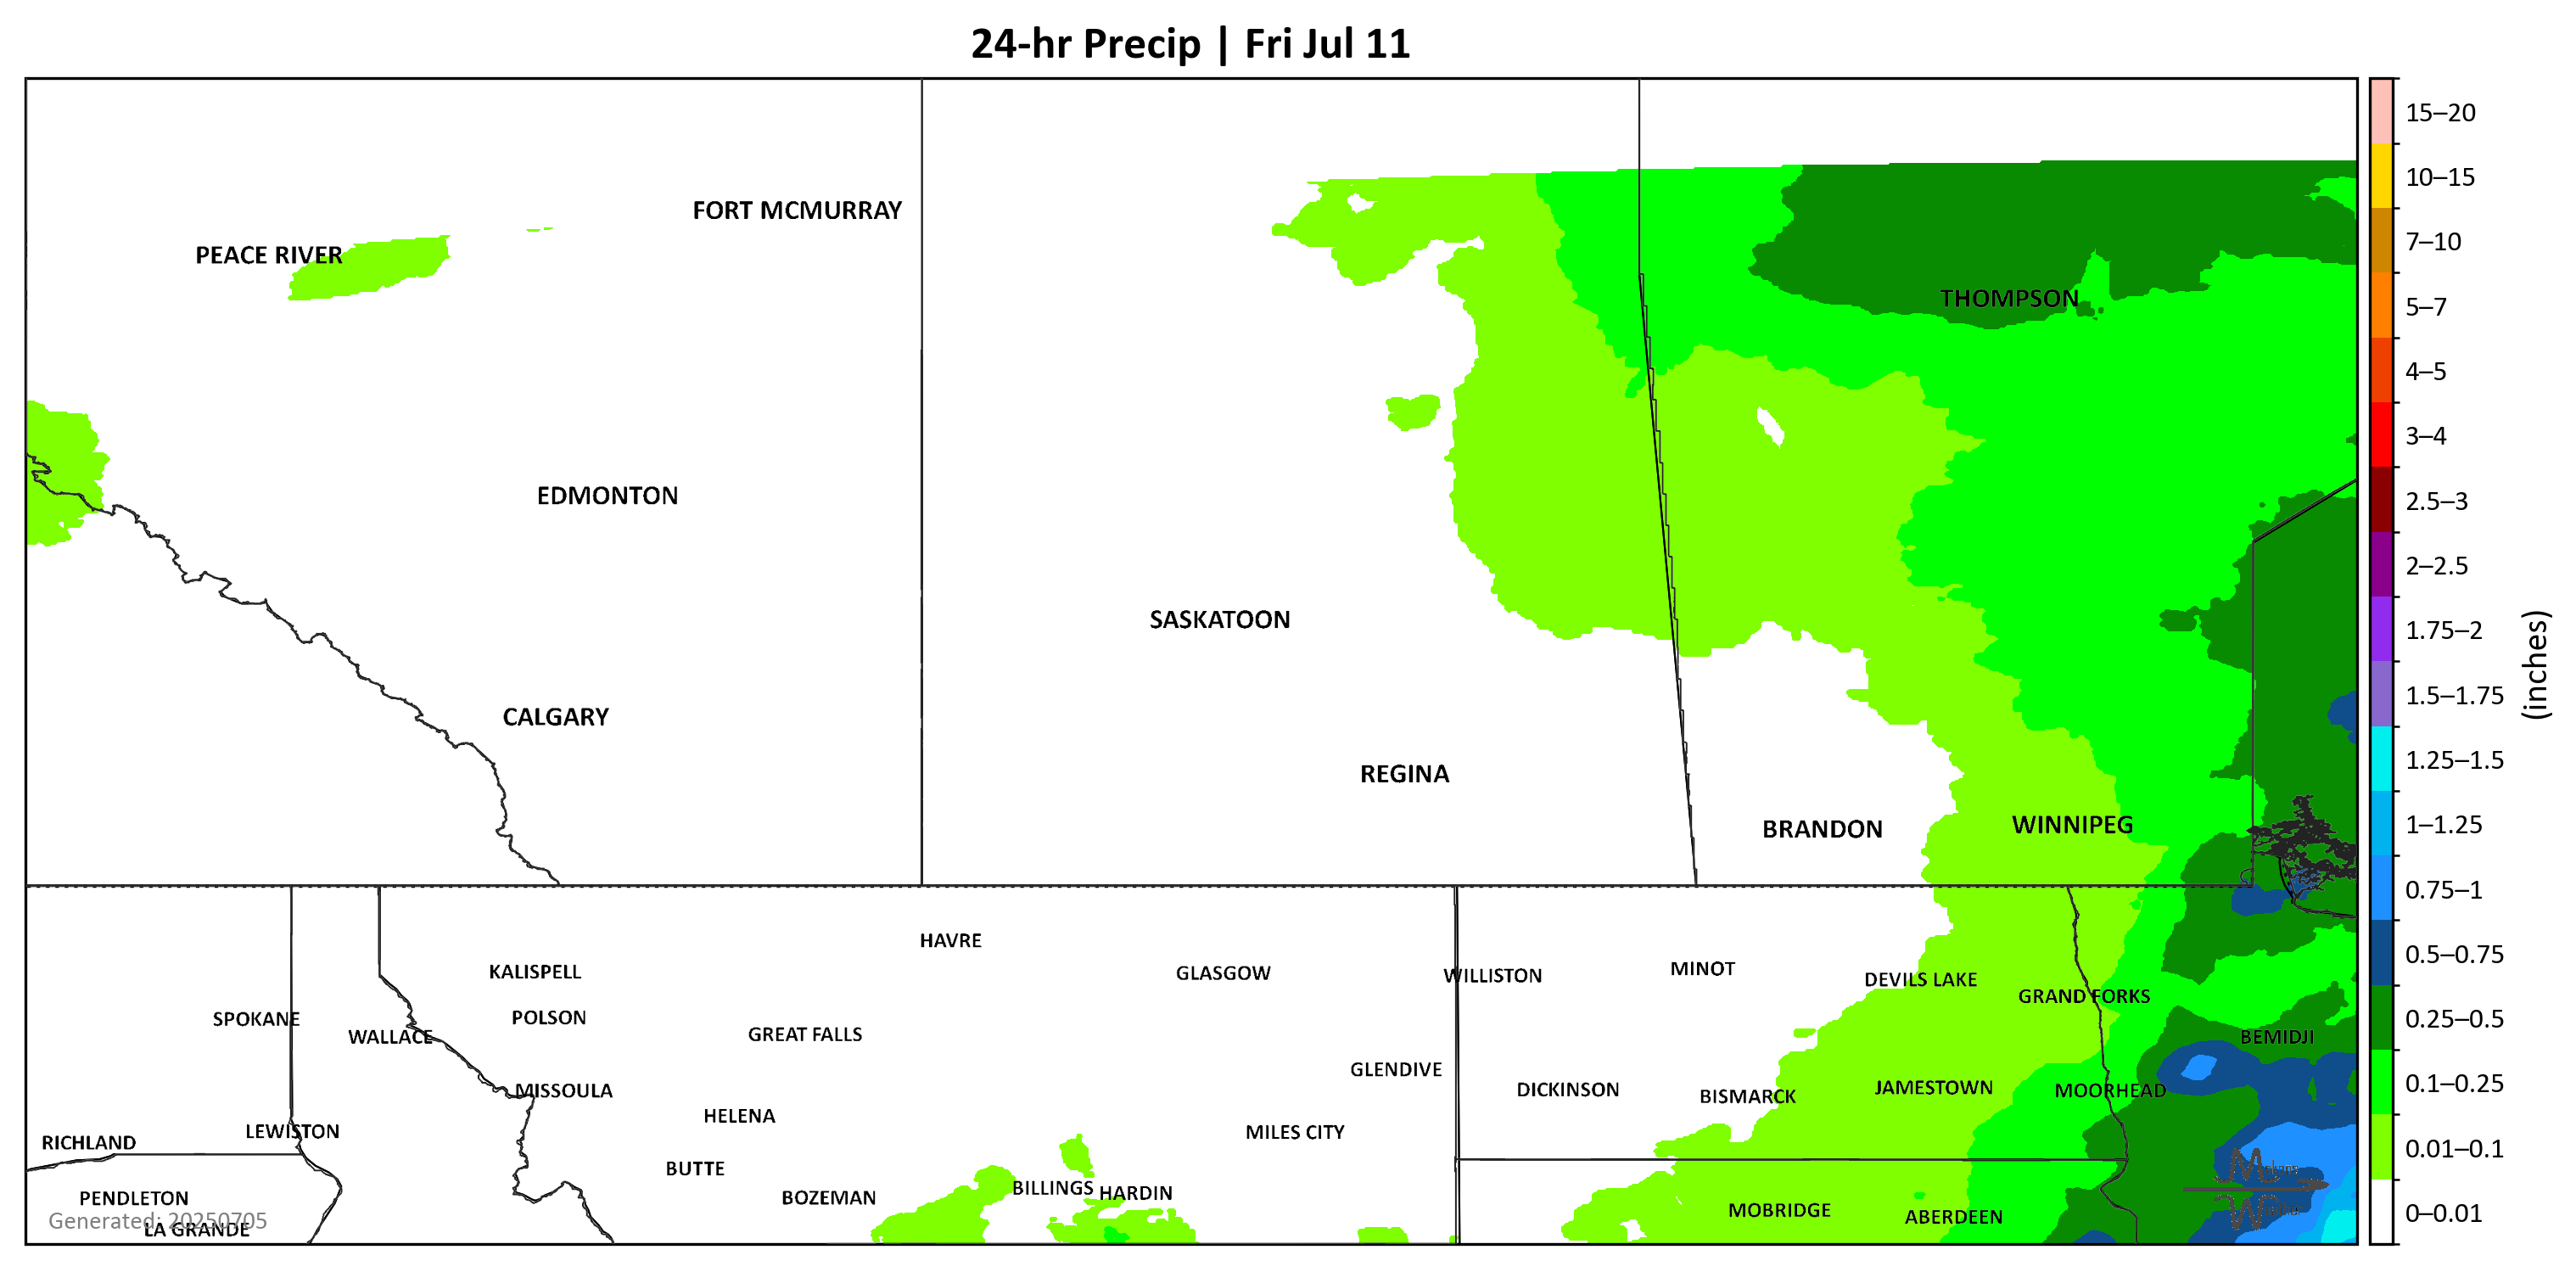 24-hr Precip | Fri Jul 11
FORT MCMURRAY
PEACE RIVER
THOMPSON
EDMONTON
SASKATOON
CALGARY
REGINA
BRANDON
WINNIPEG
HAVRE
KALISPELL
GLASGOW
WILLISTON
MINOT
DEVILS LAKE
GRAND FORKS
SPOKANE
POLSON
WALLACE
GREAT FALLS
BEMIDJI
GLENDIVE
MISSOULA
DICKINSON
BISMARCK
JAMESTOWN
MOORHEAD
HELENA
LEWISTON
MILES CITY
RICHLAND
BUTTE
PENDLETON
BOZEMAN
BILLINGS
HARDIN
MOBRIDGE
ABERDEEN
Generated: 20250705
LA GRANDE
15–20
10–15
7–10
5–7
4–5
3–4
2.5–3
2–2.5
1.75–2
1.5–1.75
1.25–1.5
1–1.25
0.75–1
0.5–0.75
0.25–0.5
0.1–0.25
0.01–0.1
0–0.01
(inches)